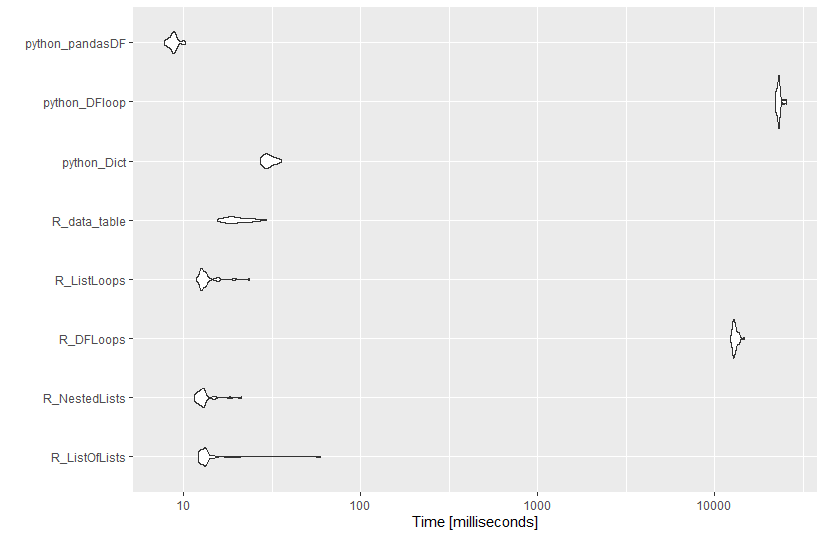 python_pandasDF
python_DFloop
python_Dict
R_data_table
R_ListLoops
R_DFLoops
R_NestedLists
R_ListOfLists
10 100 1000 10000
Time [milliseconds]